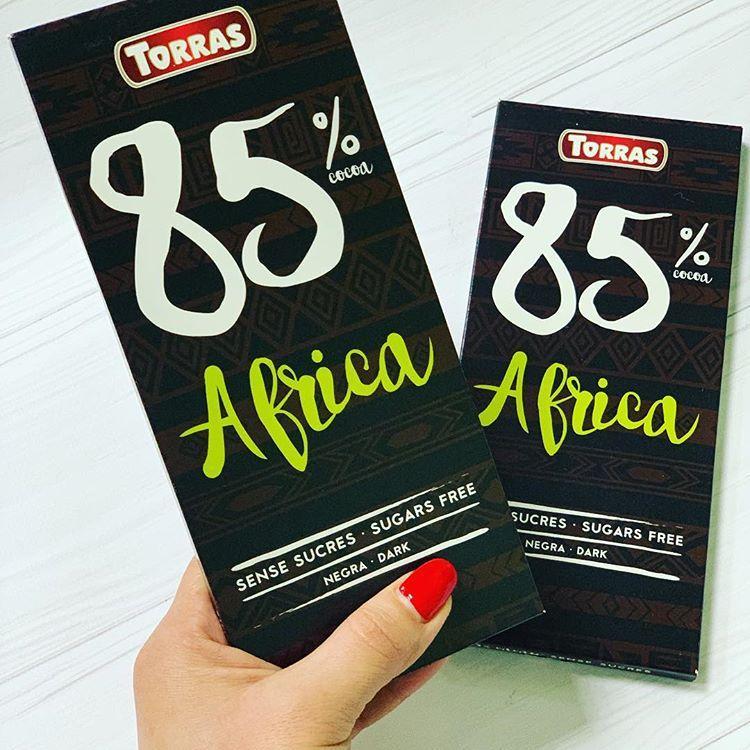 TORRAS
85%
cocoa
Africa
SENSE SUCRES · SUGARS FREE
NEGRA · DARK
TORRAS
85%
cocoa
Africa
SUCRES · SUGARS FREE
NEGRA · DARK